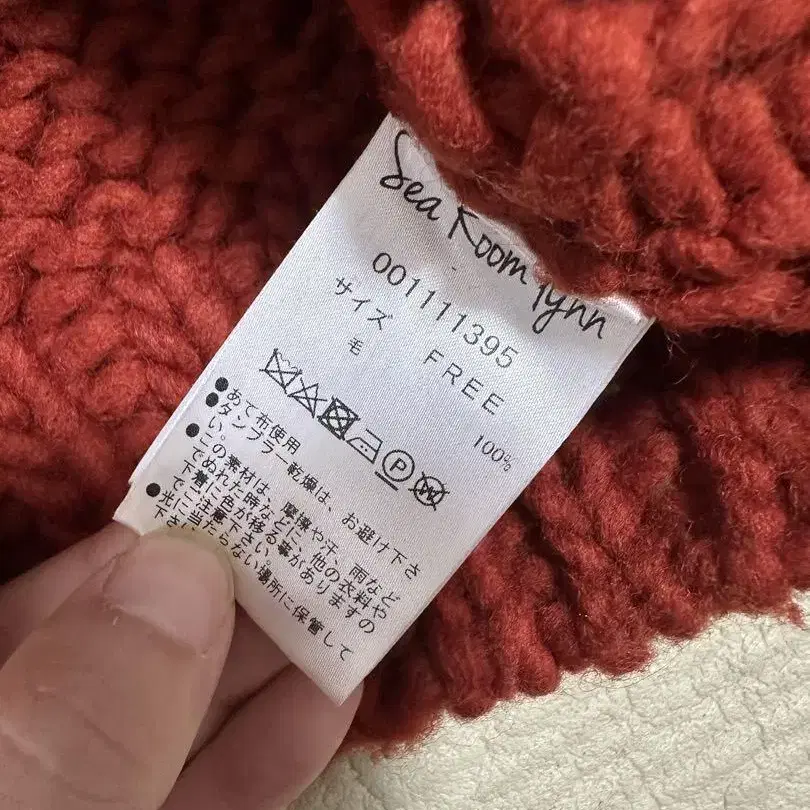 Sea Room lynn
001111395
サイズ FREE
毛 100%
P W
●あて布使用
●タンブラー乾燥は、お避け下さ
い。
●この素材は、摩擦や汗、雨など
でぬれた時などに、他の衣料や
下着に色が移る事がありますの
でご注意下さい。
●光に当たらない場所に保管して
下さい。